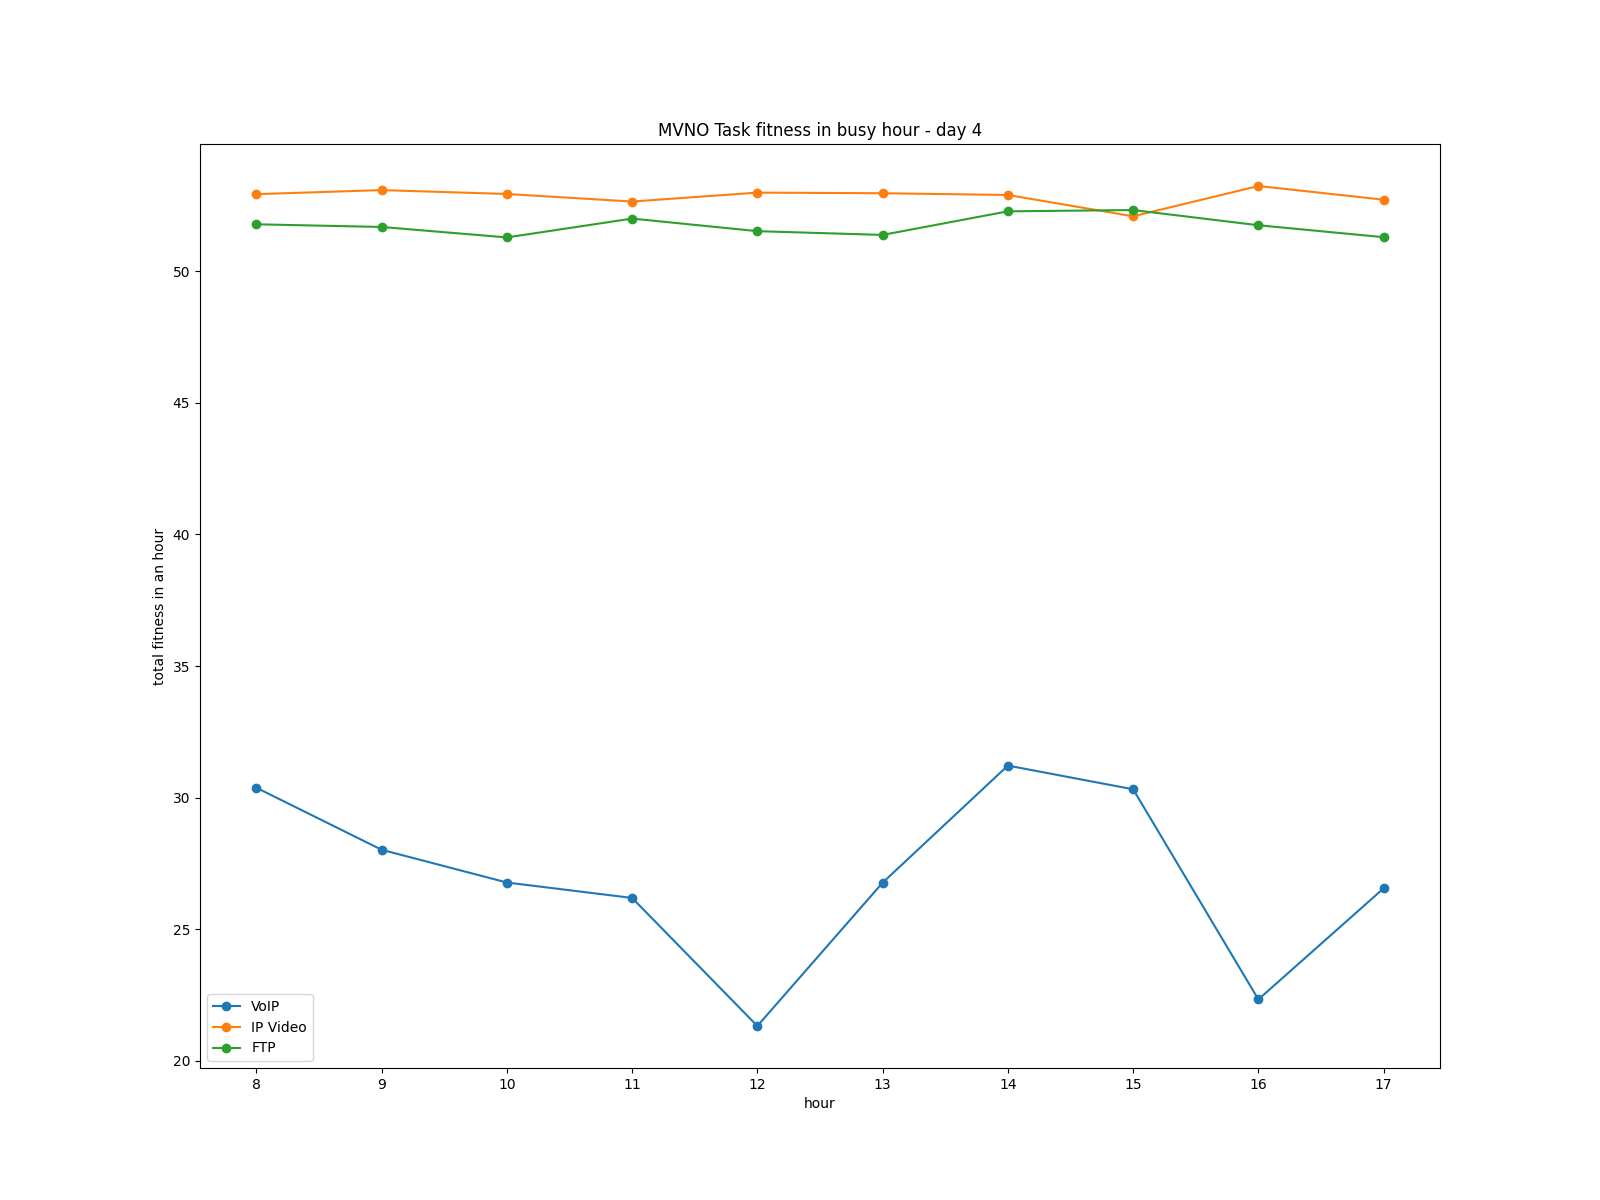 MVNO Task fitness in busy hour - day 4
total fitness in an hour
50
45
40
35
30
25
20
VoIP
IP Video
FTP
8 9 10 11 12 13 14 15 16 17
hour